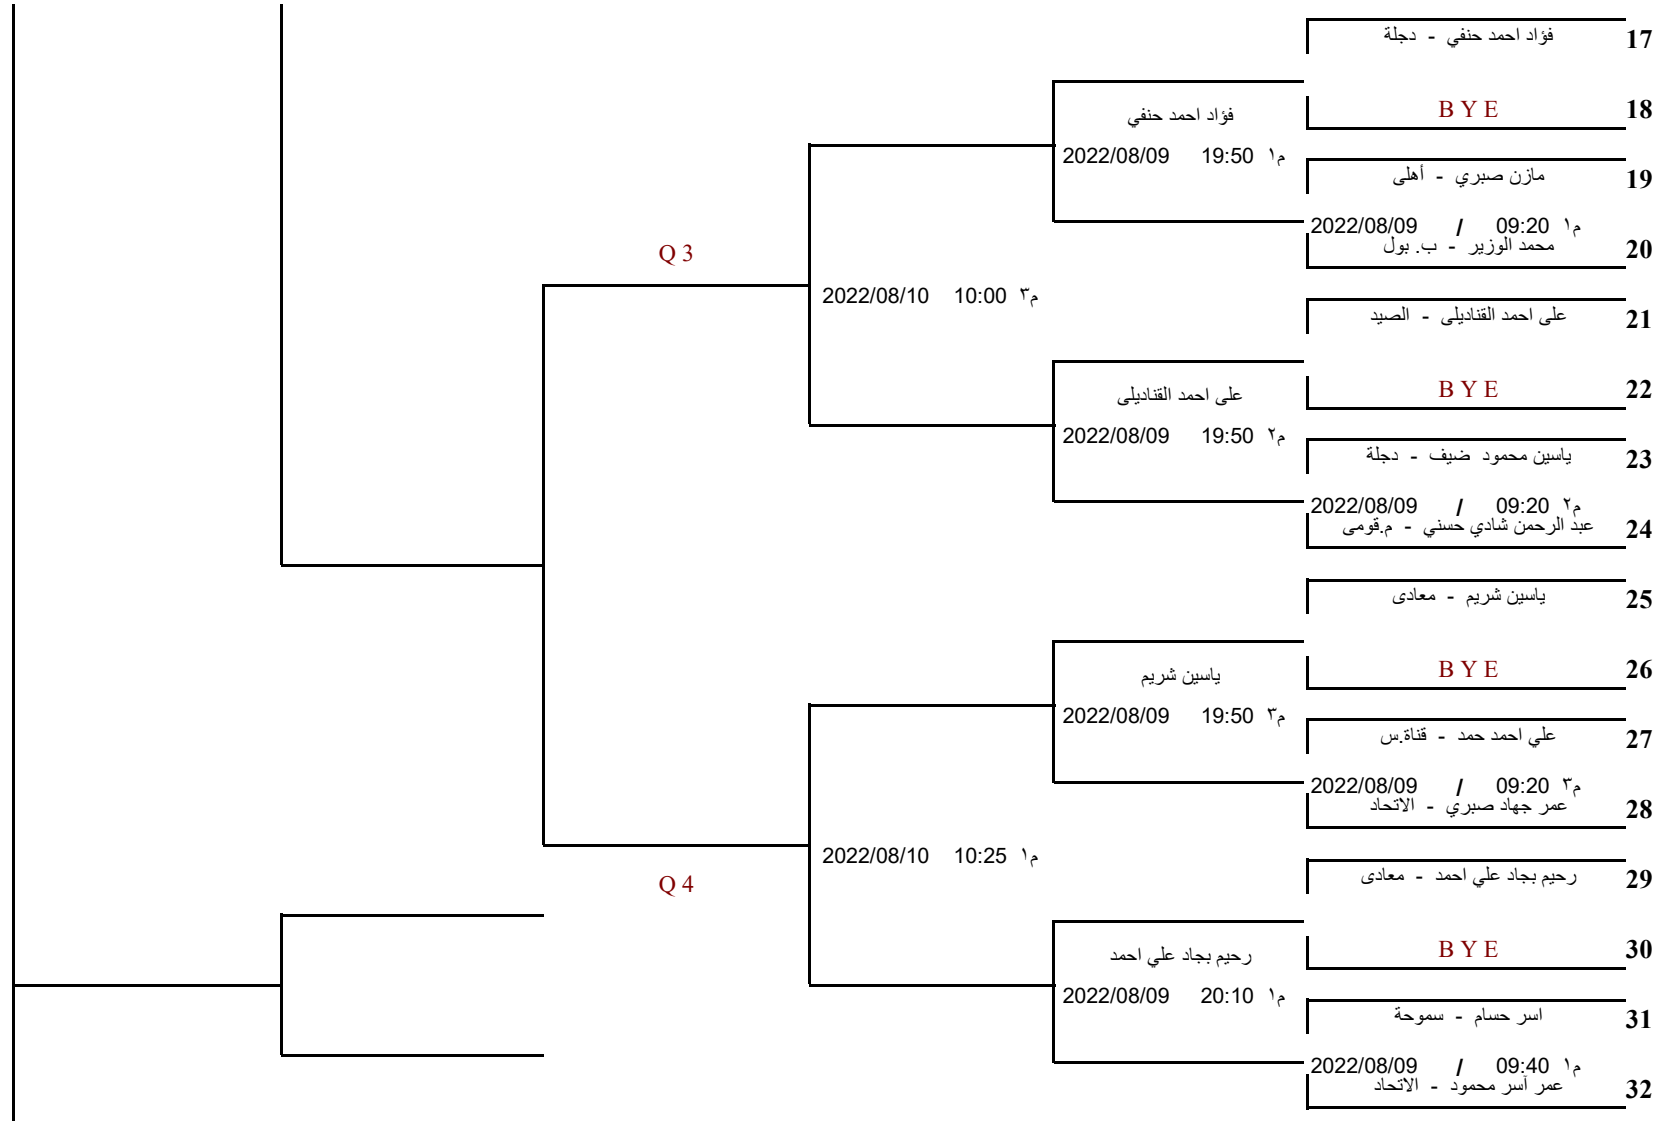 فؤاد احمد حنفي - دجلة 17
B Y E 18
فؤاد احمد حنفي
2022/08/09 19:50 م١
مازن صبري - أهلى 19
2022/08/09 / 09:20 م١
محمد الوزير - ب. بول 20
Q 3
2022/08/10 10:00 م٣
على احمد القناديلى - الصيد 21
B Y E 22
على احمد القناديلى
2022/08/09 19:50 م٢
ياسين محمود ضيف - دجلة 23
2022/08/09 / 09:20 م٢
عبد الرحمن شادي حسني - م.قومى 24
ياسين شريم - معادى 25
B Y E 26
ياسين شريم
2022/08/09 19:50 م٣
علي احمد حمد - قناة.س 27
2022/08/09 / 09:20 م٣
عمر جهاد صبري - الاتحاد 28
2022/08/10 10:25 م١
Q 4
رحيم بجاد علي احمد - معادى 29
B Y E 30
رحيم بجاد علي احمد
2022/08/09 20:10 م١
اسر حسام - سموحة 31
2022/08/09 / 09:40 م١
عمر آسر محمود - الاتحاد 32